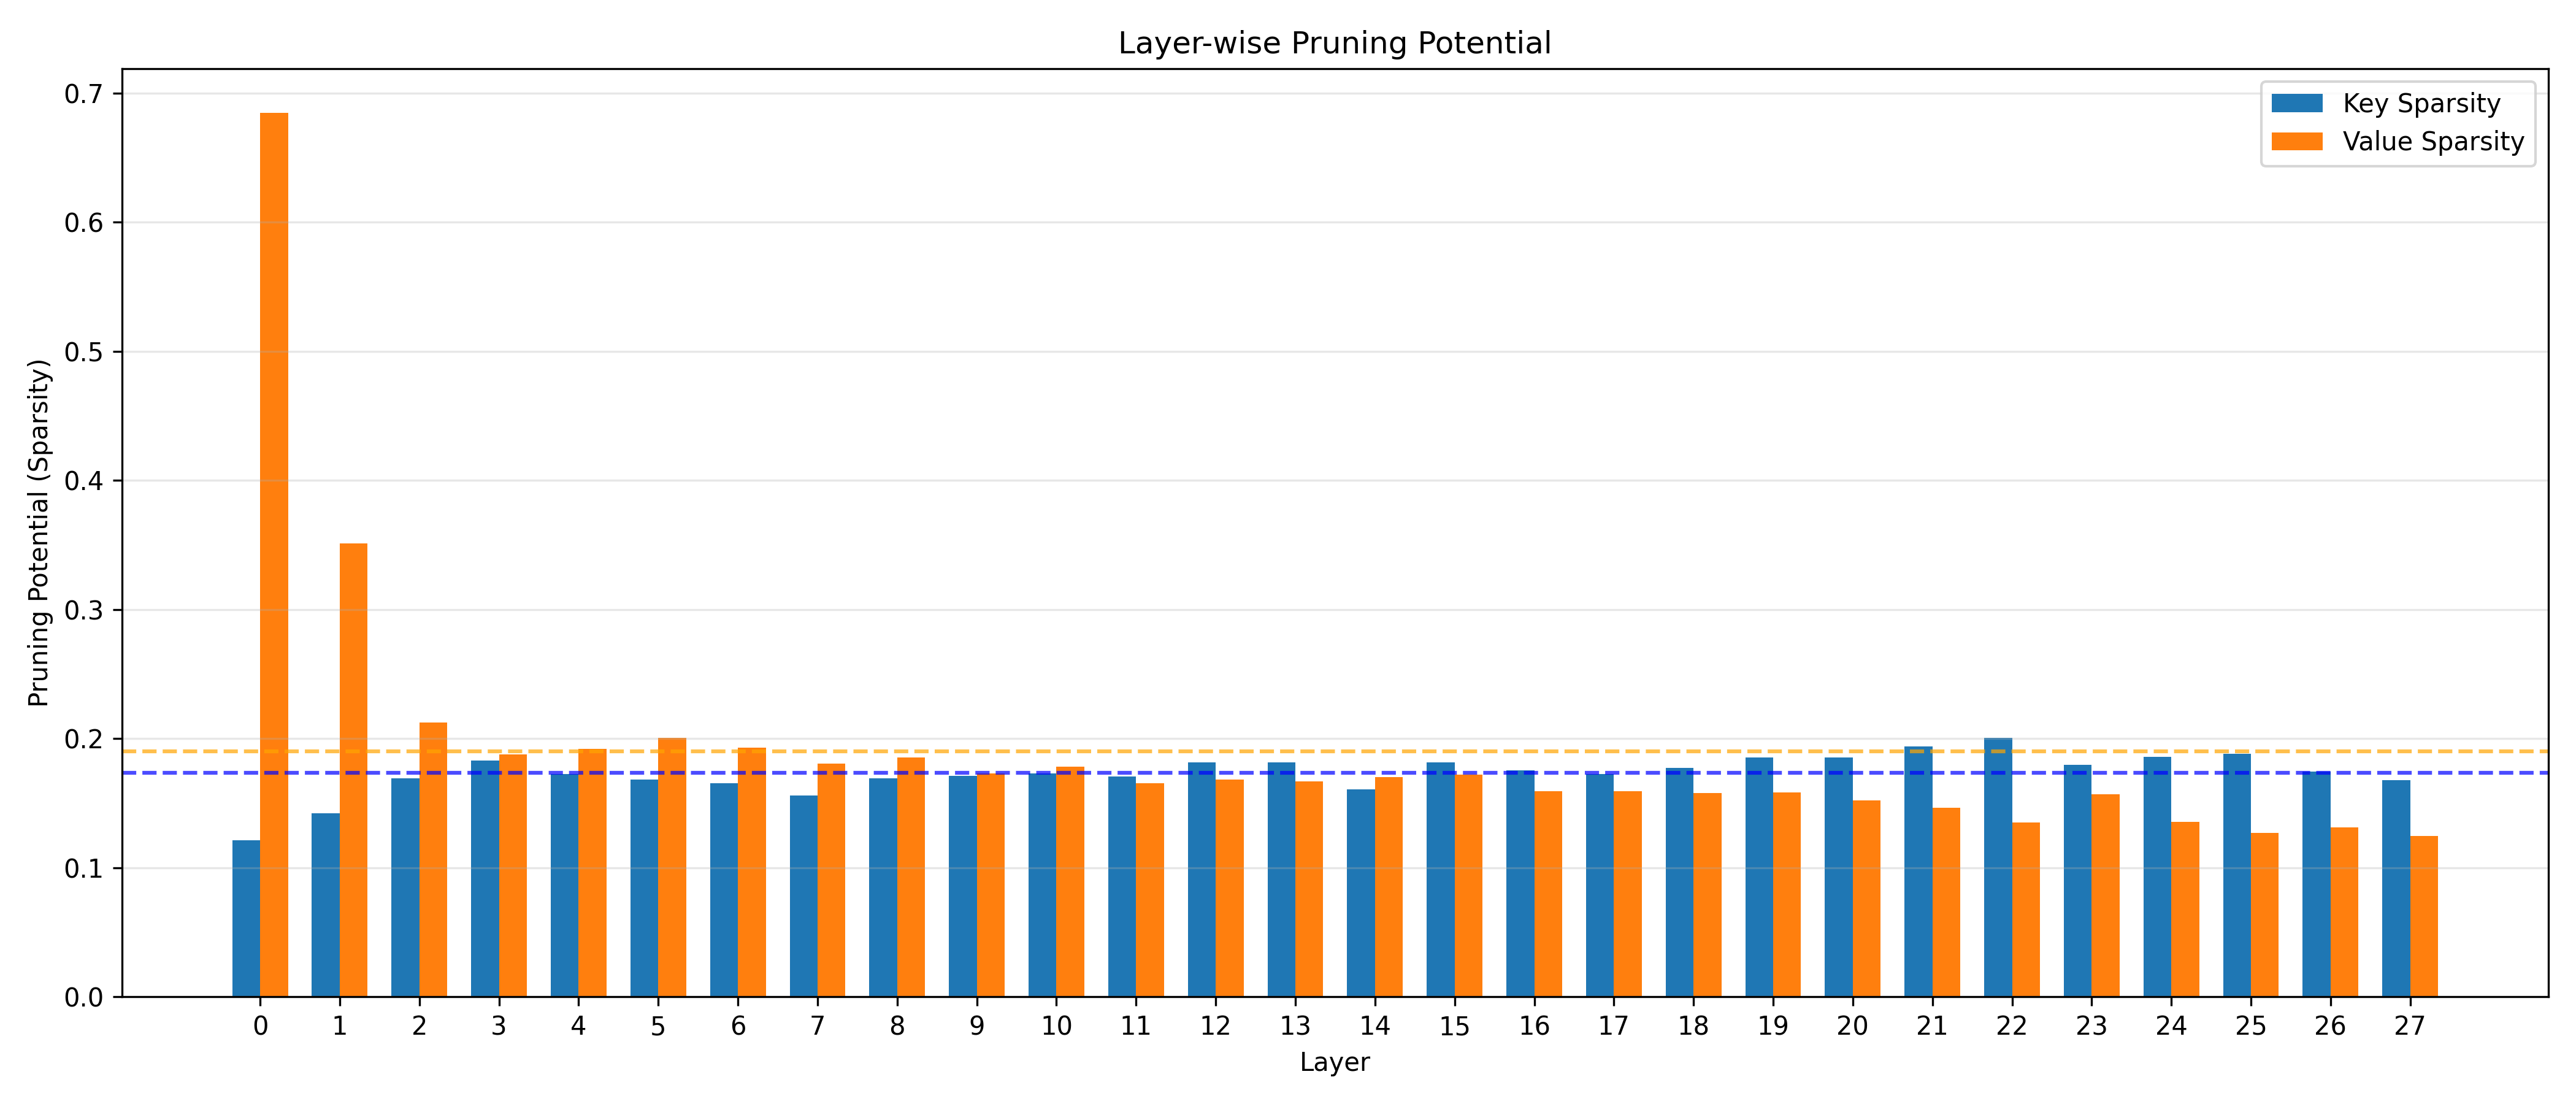 Layer-wise Pruning Potential
Key Sparsity
Value Sparsity
Pruning Potential (Sparsity)
0.7
0.6
0.5
0.4
0.3
0.2
0.1
0.0
0 1 2 3 4 5 6 7 8 9 10 11 12 13 14 15 16 17 18 19 20 21 22 23 24 25 26 27
Layer